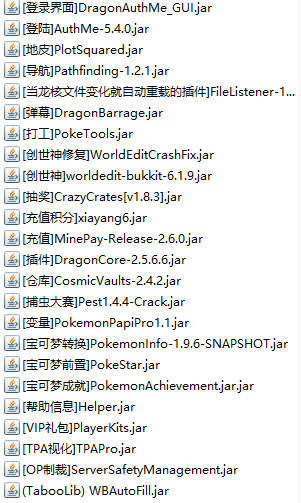 [登录界面]DragonAuthMe_GUI.jar
[登陆]AuthMe-5.4.0.jar
[地皮]PlotSquared.jar
[导航]Pathfinding-1.2.1.jar
[当龙核文件变化就自动重载的插件]FileListener-1...
[弹幕]DragonBarrage.jar
[打工]PokeTools.jar
[创世神修复]WorldEditCrashFix.jar
[创世神]worldedit-bukkit-6.1.9.jar
[抽奖]CrazyCrates[v1.8.3].jar
[充值积分]xiayang6.jar
[充值]MinePay-Release-2.6.0.jar
[插件]DragonCore-2.5.6.6.jar
[仓库]CosmicVaults-2.4.2.jar
[捕虫大赛]Pest1.4.4-Crack.jar
[变量]PokemonPapiPro1.1.jar
[宝可梦转换]PokemonInfo-1.9.6-SNAPSHOT.jar
[宝可梦前置]PokeStar.jar
[宝可梦成就]PokemonAchievement.jar.jar
[帮助信息]Helper.jar
[VIP礼包]PlayerKits.jar
[TPA视化]TPAPro.jar
[OP制裁]ServerSafetyManagement.jar
(TabooLib) WBAutoFill.jar